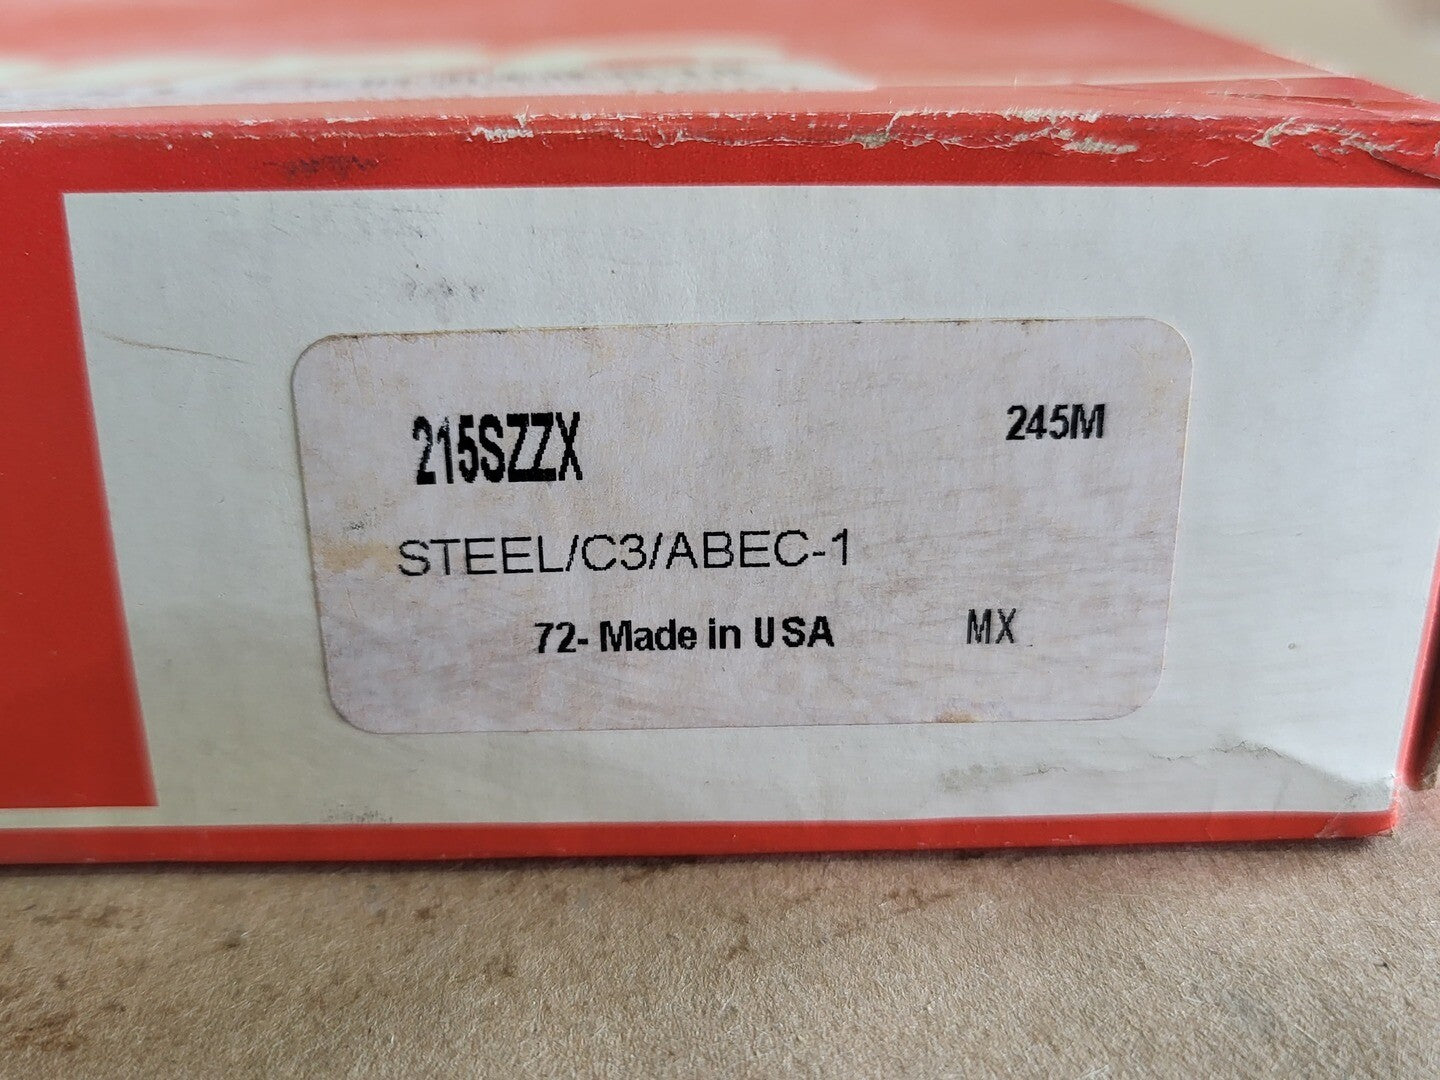 215SZZX 245M
STEEL/C3/ABEC-1
72- Made in USA MX